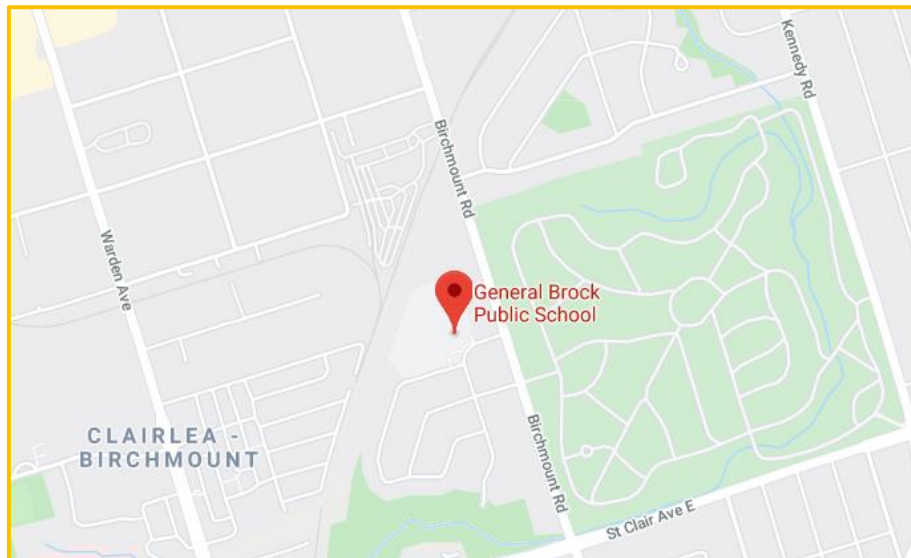 Kennedy Rd
Birchmount Rd
Warden Ave
General Brock
Public School
CLAIRLEA -
BIRCHMOUNT
Birchmount Rd
St Clair Ave E